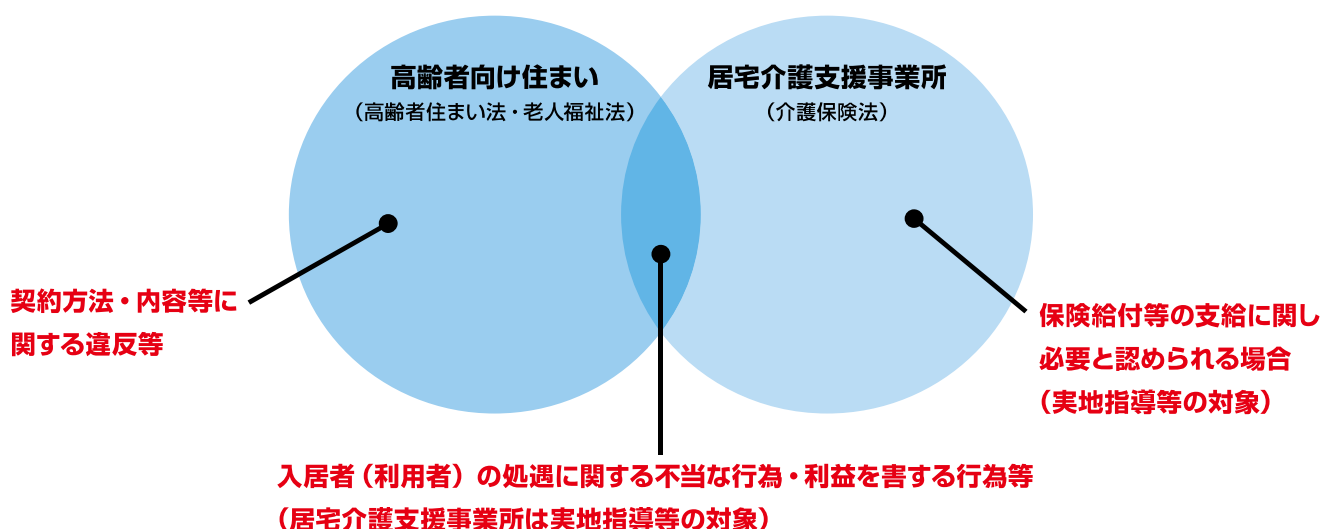 高齢者向け住まい
（高齢者住まい法・老人福祉法）
居宅介護支援事業所
（介護保険法）
契約方法・内容等に
関する違反等
保険給付等の支給に関し
必要と認められる場合
（実地指導等の対象）
入居者（利用者）の処遇に関する不当な行為・利益を害する行為等
（居宅介護支援事業所は実地指導等の対象）